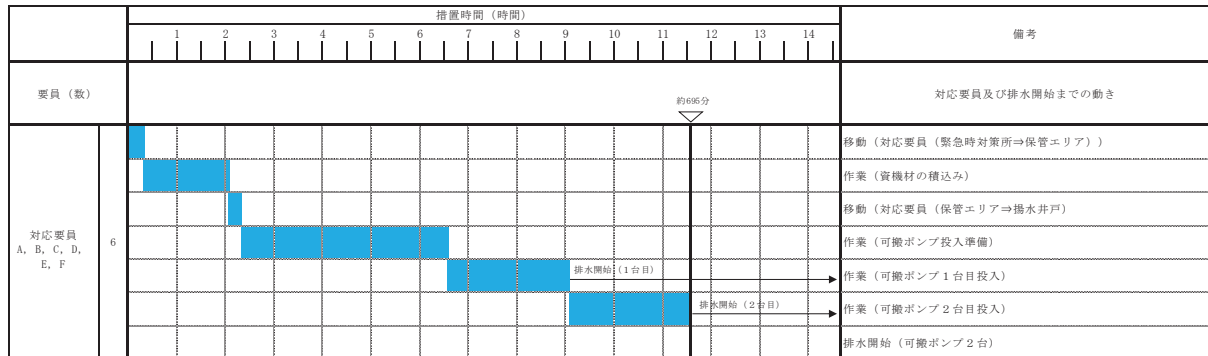 措置時間（時間）
1 2 3 4 5 6 7 8 9 10 11 12 13 14
備考
要員（数）
約695分
対応要員及び排水開始までの動き
移動（対応要員（緊急時対策所⇒保管エリア））
作業（資機材の積込み）
移動（対応要員（保管エリア⇒揚水井戸）
対応要員
A, B, C, D,
E, F
6
作業（可搬ポンプ投入準備）
排水開始（１台目）
作業（可搬ポンプ１台目投入）
排水開始（２台目）
作業（可搬ポンプ２台目投入）
排水開始（可搬ポンプ２台）